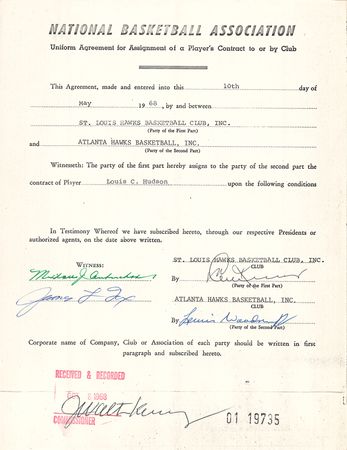 NATIONAL BASKETBALL ASSOCIATION
Uniform Agreement for Assignment of a Player's Contract to or by Club
This Agreement, made and entered into this 10th day of
May 1968, by and between
ST. LOUIS HAWKS BASKETBALL CLUB, INC.
(Party of the First Part)
and ATLANTA HAWKS BASKETBALL, INC.
(Party of the Second Part)
Witnesseth: The party of the first part hereby assigns to the party of the second part the
contract of Player Louis C. Hudson upon the following conditions
In Testimony Whereof we have subscribed hereto, through our respective Presidents or
authorized agents, on the date above written.
ST. LOUIS HAWKS BASKETBALL CLUB, INC.
WITNESS: CLUB
By
(Party of the First Part)
ATLANTA HAWKS BASKETBALL, INC.
James L
CLUB
By
(Party of the Second Part)
Corporate name of Company, Club or Association of each party should be written in first
paragraph and subscribed hereto.
RECEIVED & RECORDED
1968
J Walter Kennedy
COMMISSIONER
01 19735